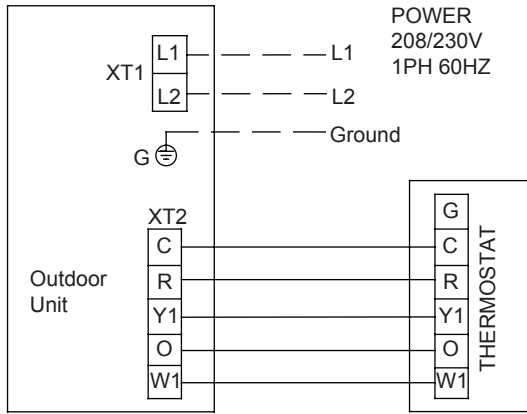 POWER
208/230V
1PH 60HZ
XT1
L1
L1
L2
L2
Ground
G
XT2
C
R
Y1
O
W1
Outdoor
Unit
G
C
R
Y1
O
W1
THERMOSTAT